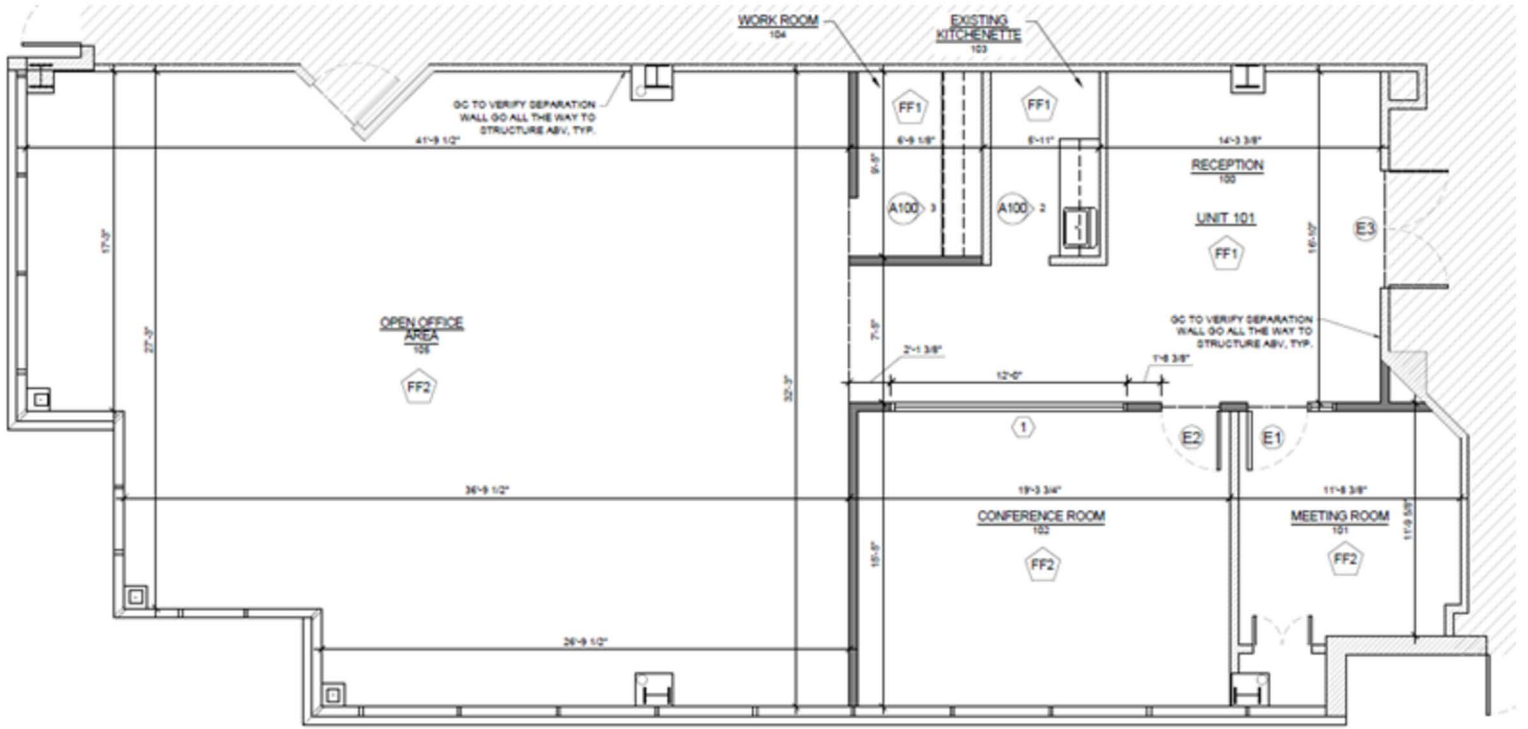 WORK ROOM
104
EXISTING
KITCHENETTE
103
GC TO VERIFY SEPARATION
WALL GO ALL THE WAY TO
STRUCTURE ABV, TYP.
FF1
FF1
41'-9 1/2"
6'-9 1/8"
5'-11"
14'-3 3/8"
9'-5"
RECEPTION
100
A100
3
A100
2
UNIT 101
E3
17'-3"
16'-10"
FF1
OPEN OFFICE
AREA
105
GC TO VERIFY SEPARATION
WALL GO ALL THE WAY TO
STRUCTURE ABV, TYP.
27'-3"
7'-5"
2'-1 3/8"
1'-8 3/8"
FF2
32'-3"
12'-0"
1
E2
E1
36'-9 1/2"
19'-3 3/4"
11'-8 3/8"
CONFERENCE ROOM
102
MEETING ROOM
101
11'-9 5/8"
15'-5"
FF2
FF2
26'-9 1/2"